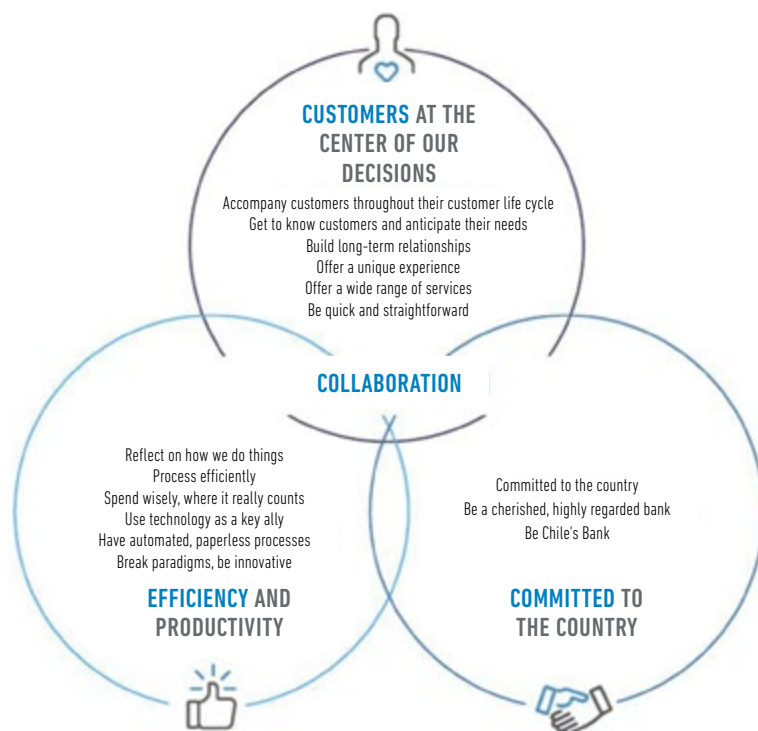 CUSTOMERS AT THE
CENTER OF OUR
DECISIONS
Accompany customers throughout their customer life cycle
Get to know customers and anticipate their needs
Build long-term relationships
Offer a unique experience
Offer a wide range of services
Be quick and straightforward
COLLABORATION
Reflect on how we do things
Process efficiently
Spend wisely, where it really counts
Use technology as a key ally
Have automated, paperless processes
Break paradigms, be innovative
EFFICIENCY AND
PRODUCTIVITY
Committed to the country
Be a cherished, highly regarded bank
Be Chile's Bank
COMMITTED TO
THE COUNTRY